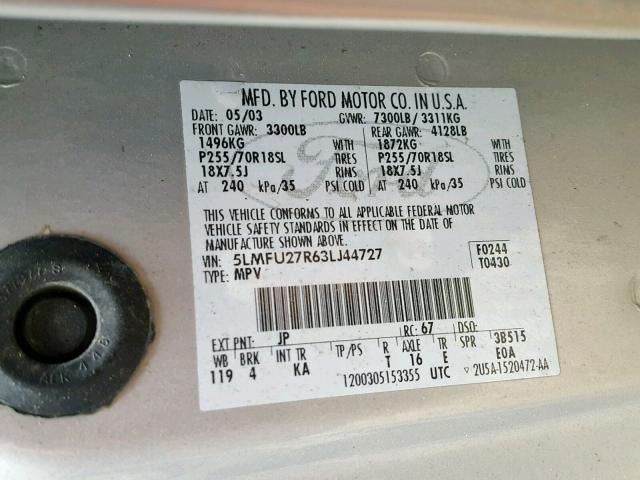 MFD. BY FORD MOTOR CO. IN U.S.A.
DATE: 05/03 GVWR: 7300LB/ 3311KG
FRONT GAWR: 3300LB REAR GAWR: 4128LB
1496KG WITH 1872KG WITH
P255/70R18SL TIRES P255/70R18SL TIRES
18X7.5J RIMS 18X7.5J RIMS
AT 240 kPa/35 PSI COLD AT 240 kPa/35 PSI COLD
Ford
THIS VEHICLE CONFORMS TO ALL APPLICABLE FEDERAL MOTOR
VEHICLE SAFETY STANDARDS IN EFFECT ON THE DATE OF
MANUFACTURE SHOWN ABOVE.
VIN: 5LMFU27R63LJ44727 F0244
TYPE: MPV T0430
EXT PNT: JP RC: 67 DSO:
WB BRK INT TR TP/PS R AXLE TR SPR 3B515
119 4 KA T 16 E E0A
1200305153355 UTC ▽ 2U5A-1520472-AA
448